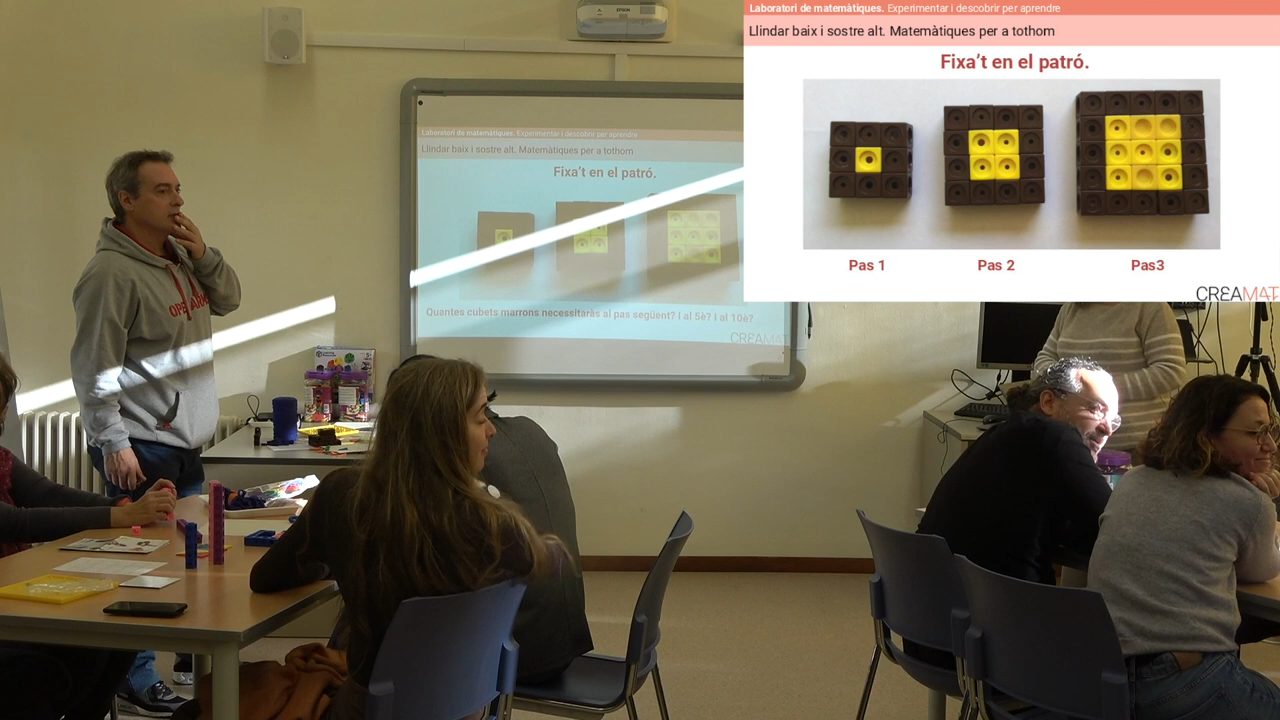 Laboratori de matemàtiques. Experimentar i descobrir per aprendre
Llindar baix i sostre alt. Matemàtiques per a tothom
Fixa't en el patró.
Pas 1
Pas 2
Pas3
CREAMAT
EPSON
Laboratori de matemàtiques. Experimentar i descobrir per aprendre
Llindar baix i sostre alt. Matemàtiques per a tothom
Fixa't en el patró.
Quantes cubets marrons necessitaràs al pas següent? I al 5è? I al 10è?
CREAMAT